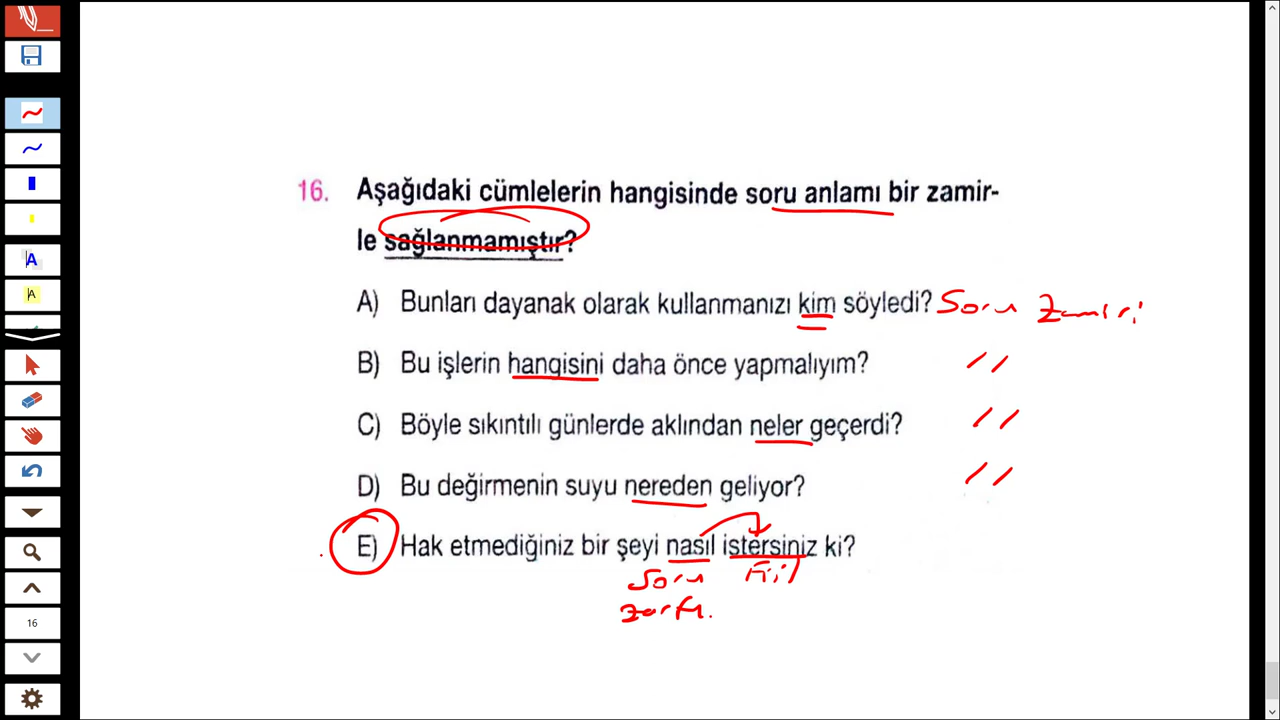 16. Aşağıdaki cümlelerin hangisinde soru anlamı bir zamir-
le sağlanmamıştır?
A) Bunları dayanak olarak kullanmanızı kim söyledi? Soru Zamiri
B) Bu işlerin hangisini daha önce yapmalıyım? //
C) Böyle sıkıntılı günlerde aklından neler geçerdi? //
D) Bu değirmenin suyu nereden geliyor? //
E) Hak etmediğiniz bir şeyi nasıl istersiniz ki?
Soru Fiil
zarfı.
A
A
16